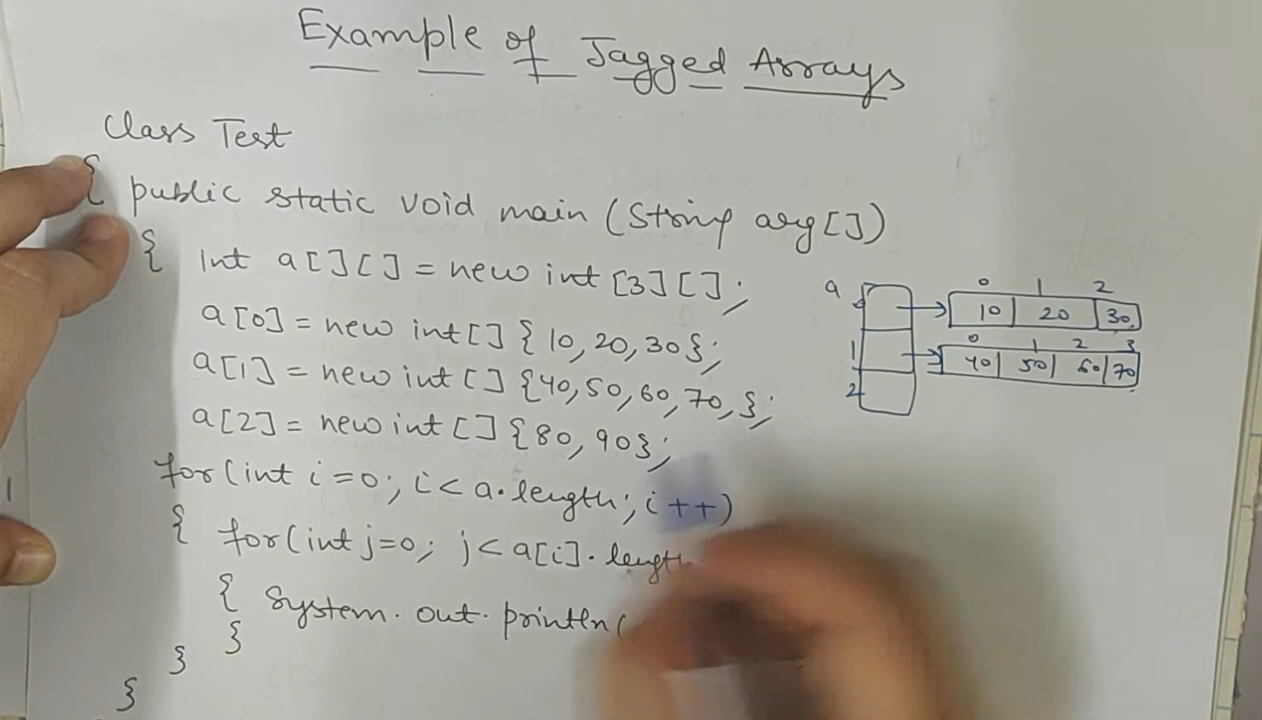 Example of Jagged Arrays
Class Test
{ public static void main (String arg[])
{ int a[][] = new int [3][];
a[0] = new int[] {10,20,30};
a[1] = new int [] {40,50,60,70,};
a[2] = new int [] {80,90};
for(int i=0; i<a.length; i++)
{ for(int j=0; j<a[i].length
{ System.out.println(
}
}
}
a
0 1 2
10 20 30
1
0 1 2 3
40 50 60 70
2